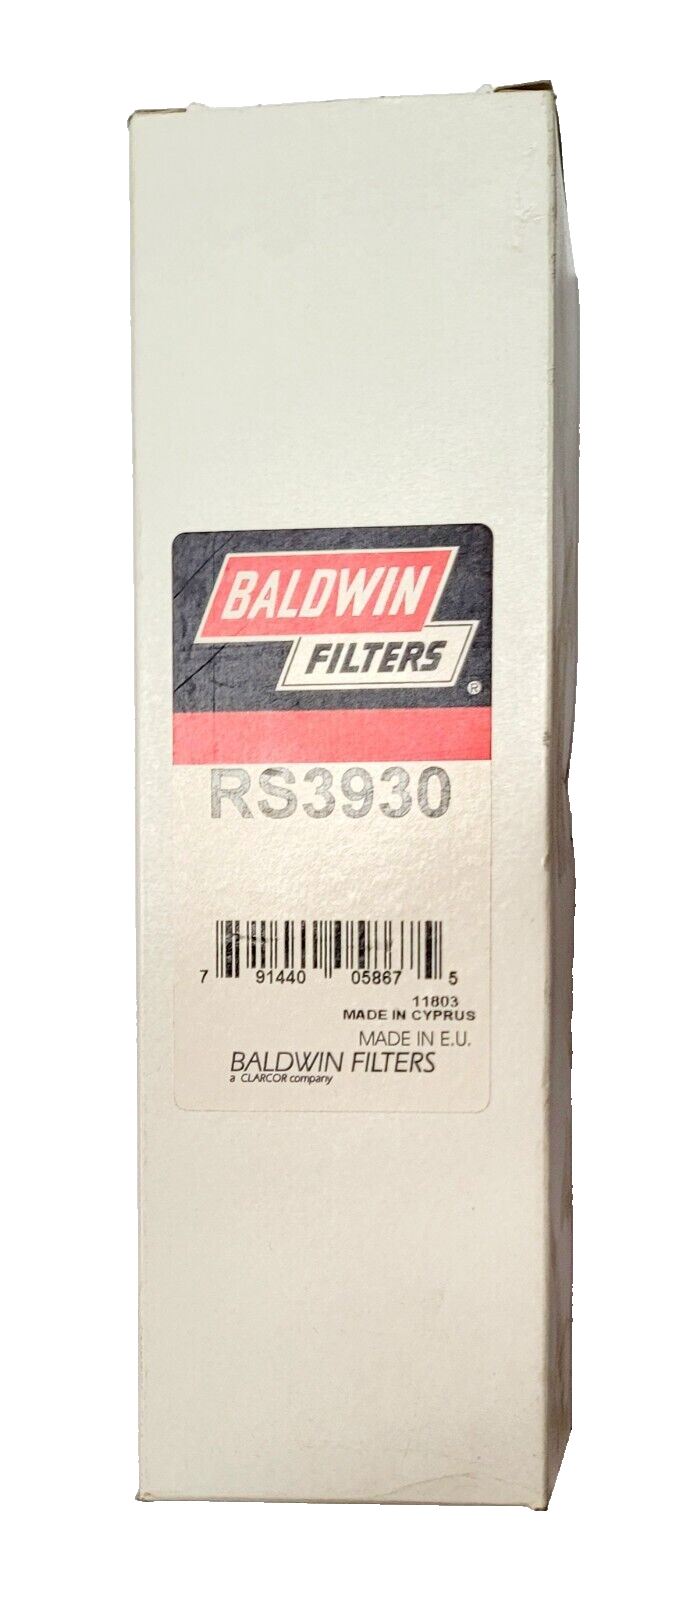 BALDWIN
FILTERS
®
RS3930
7 91440 05867 5
11803
MADE IN CYPRUS
MADE IN E.U.
BALDWIN FILTERS
a CLARCOR company